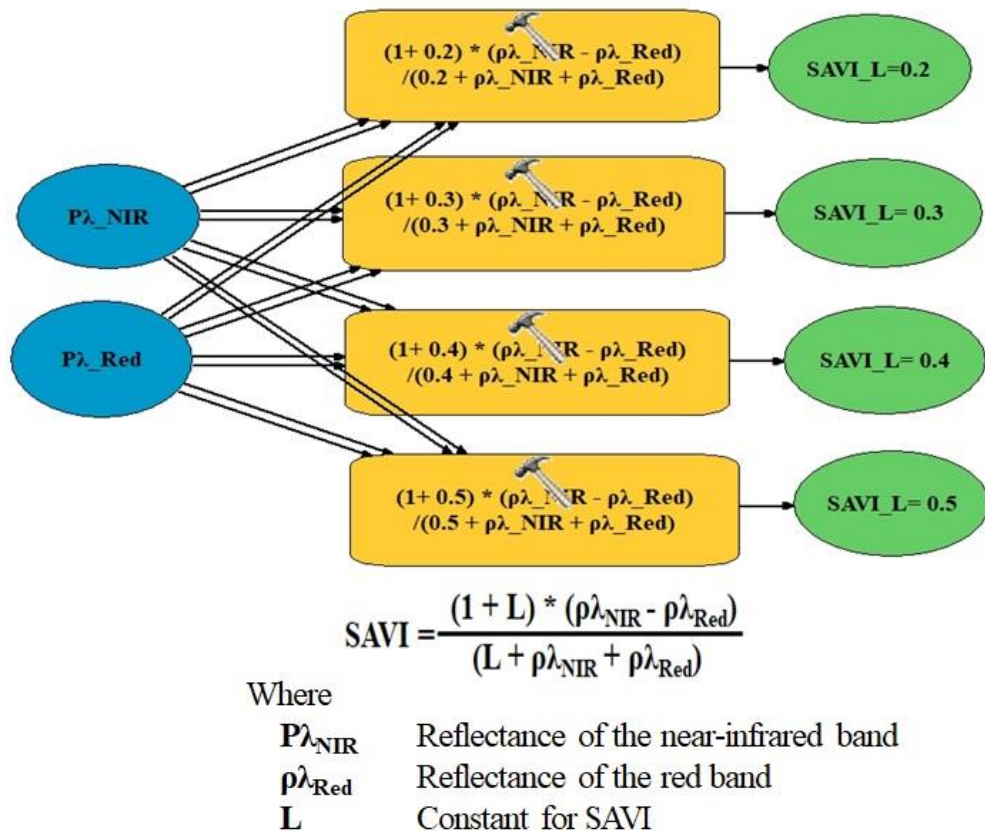 (1+ 0.2) * (ρλ_NIR - ρλ_Red)
/(0.2 + ρλ_NIR + ρλ_Red)
SAVI_L=0.2
Pλ_NIR
(1+ 0.3) * (ρλ_NIR - ρλ_Red)
/(0.3 + ρλ_NIR + ρλ_Red)
SAVI_L= 0.3
Pλ_Red
(1+ 0.4) * (ρλ_NIR - ρλ_Red)
/(0.4 + ρλ_NIR + ρλ_Red)
SAVI_L= 0.4
(1+ 0.5) * (ρλ_NIR - ρλ_Red)
/(0.5 + ρλ_NIR + ρλ_Red)
SAVI_L= 0.5
SAVI = (1 + L) * (ρλNIR - ρλRed)
(L + ρλNIR + ρλRed)
Where
PλNIR Reflectance of the near-infrared band
ρλRed Reflectance of the red band
L Constant for SAVI